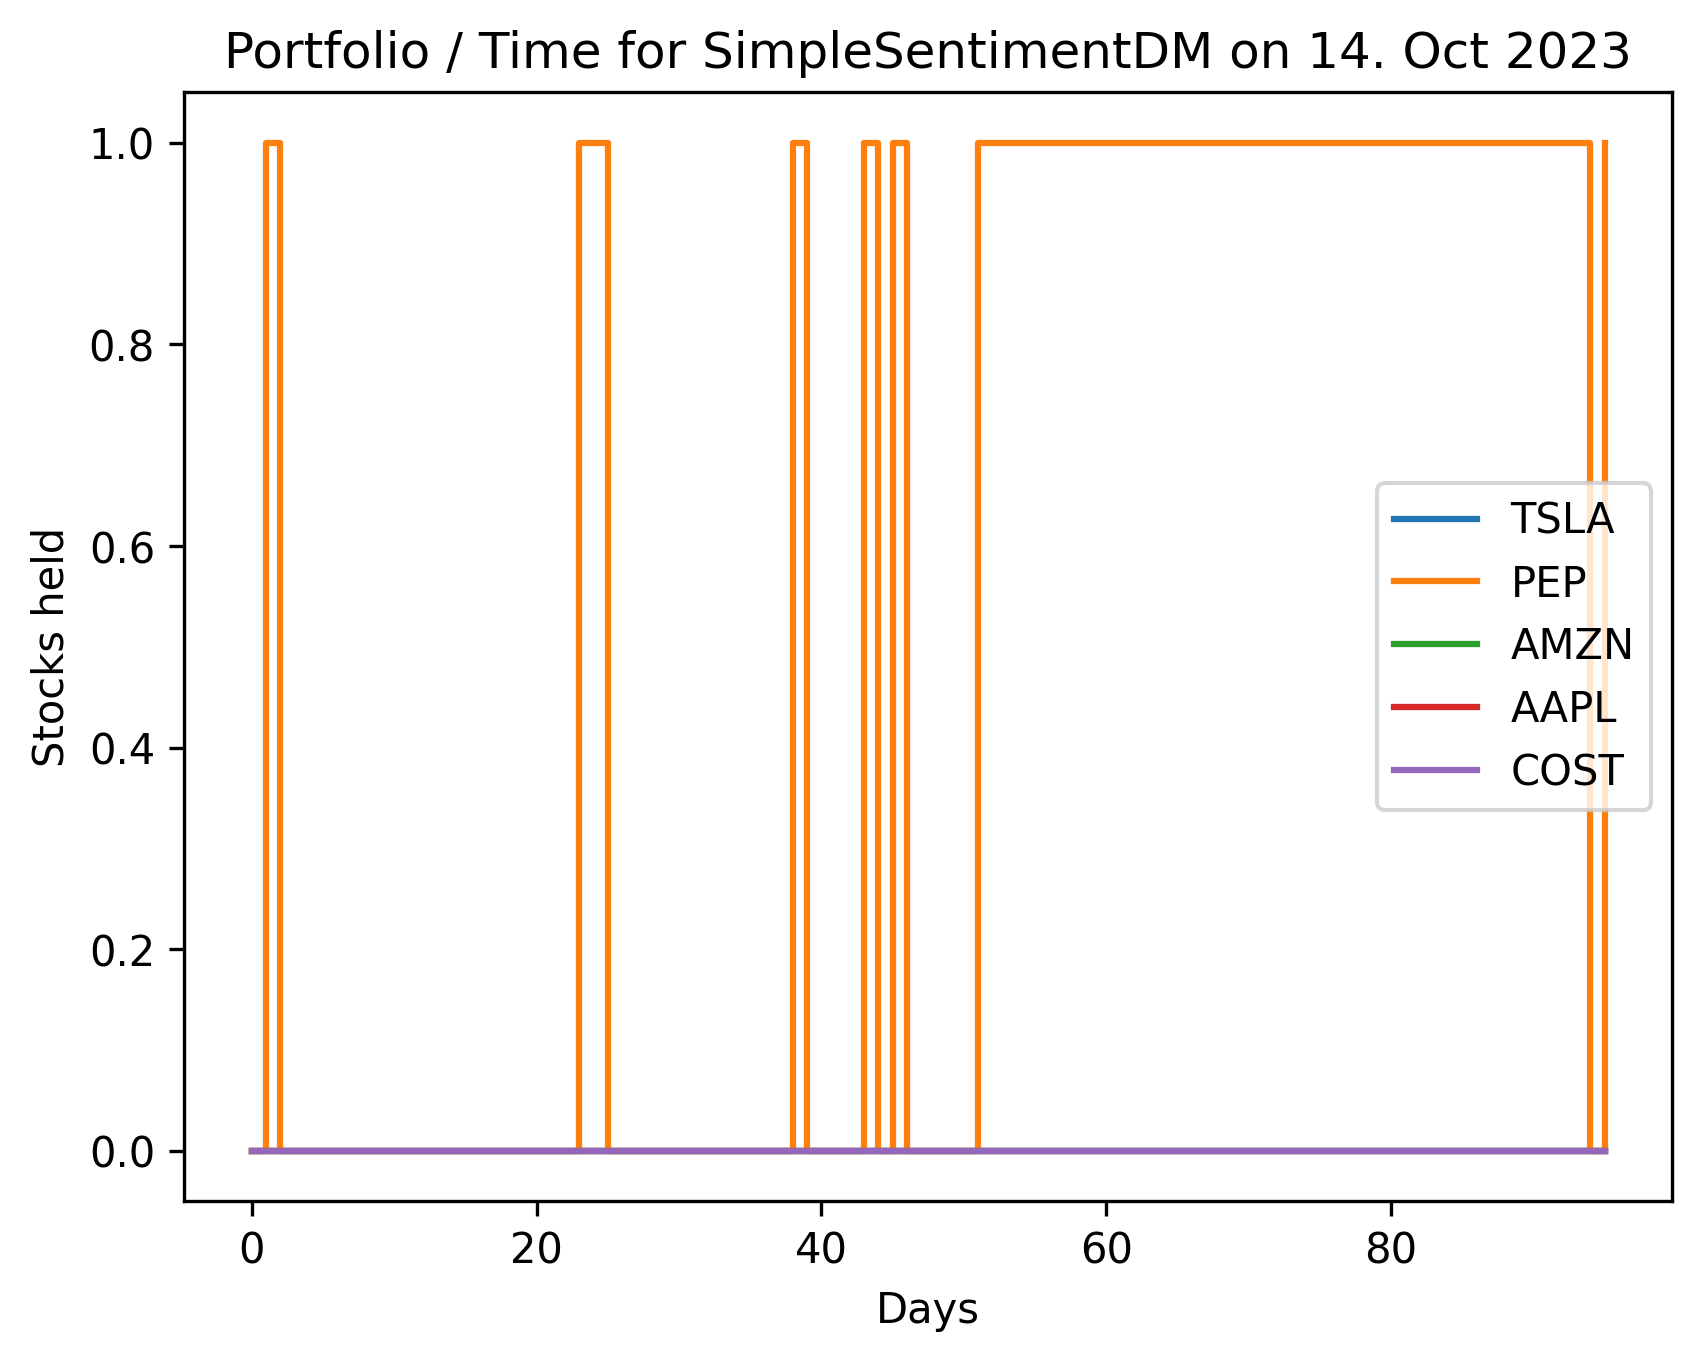 Portfolio / Time for SimpleSentimentDM on 14. Oct 2023
1.0
0.8
0.6
0.4
0.2
0.0
Stocks held
TSLA
PEP
AMZN
AAPL
COST
0 20 40 60 80
Days